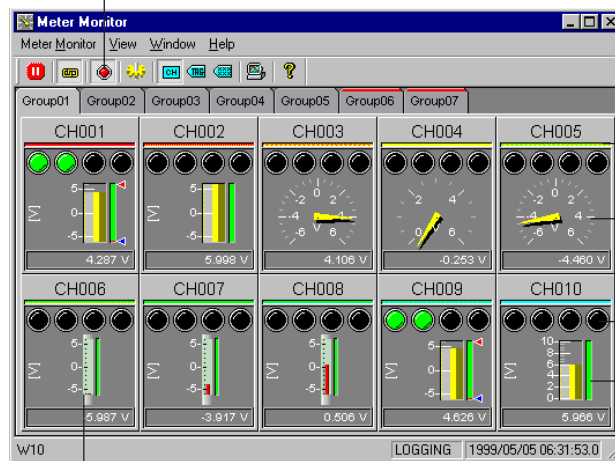 Meter Monitor
Meter Monitor View Window Help
CH TAG
Group01 Group02 Group03 Group04 Group05 Group06 Group07
CH001 CH002 CH003 CH004 CH005
[V] 5- 0- -5-
5- 0- -5-
-6 -4 -2 0 2 4 6 V
2 4 0 6 V
-6 -4 -2 0 2 4 6 V
4.287 V 5.998 V 4.106 V -0.253 V -4.460 V
CH006 CH007 CH008 CH009 CH010
[V] 5- 0- -5-
[V] 5- 0- -5-
[V] 5- 0- -5-
[V] 5- 0- -5-
[V] 10- 8- 6- 4- 2- 0-
5.987 V -3.917 V 0.506 V 4.626 V 5.966 V
W10 LOGGING 1999/05/05 06:31:53.0